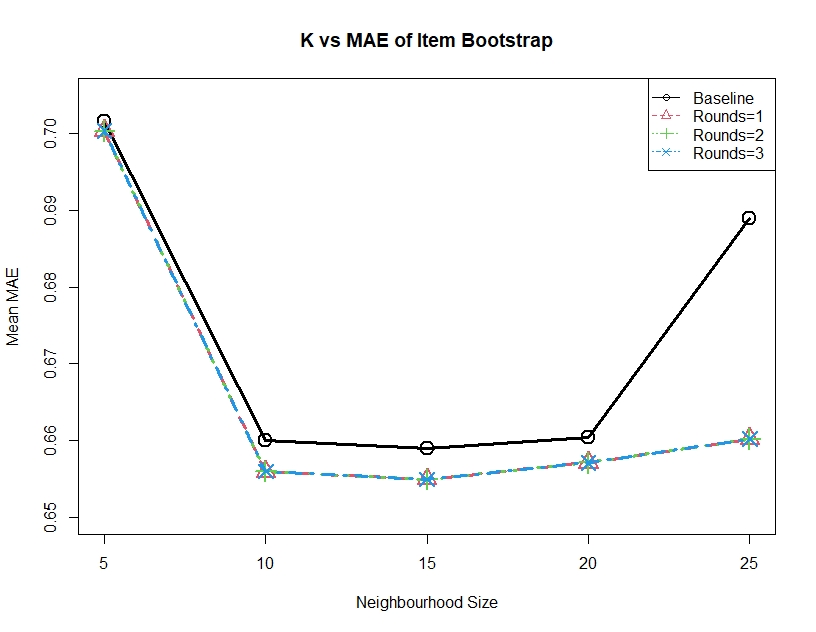 K vs MAE of Item Bootstrap
Baseline
Rounds=1
Rounds=2
Rounds=3
Mean MAE
0.70
0.69
0.68
0.67
0.66
0.65
5 10 15 20 25
Neighbourhood Size